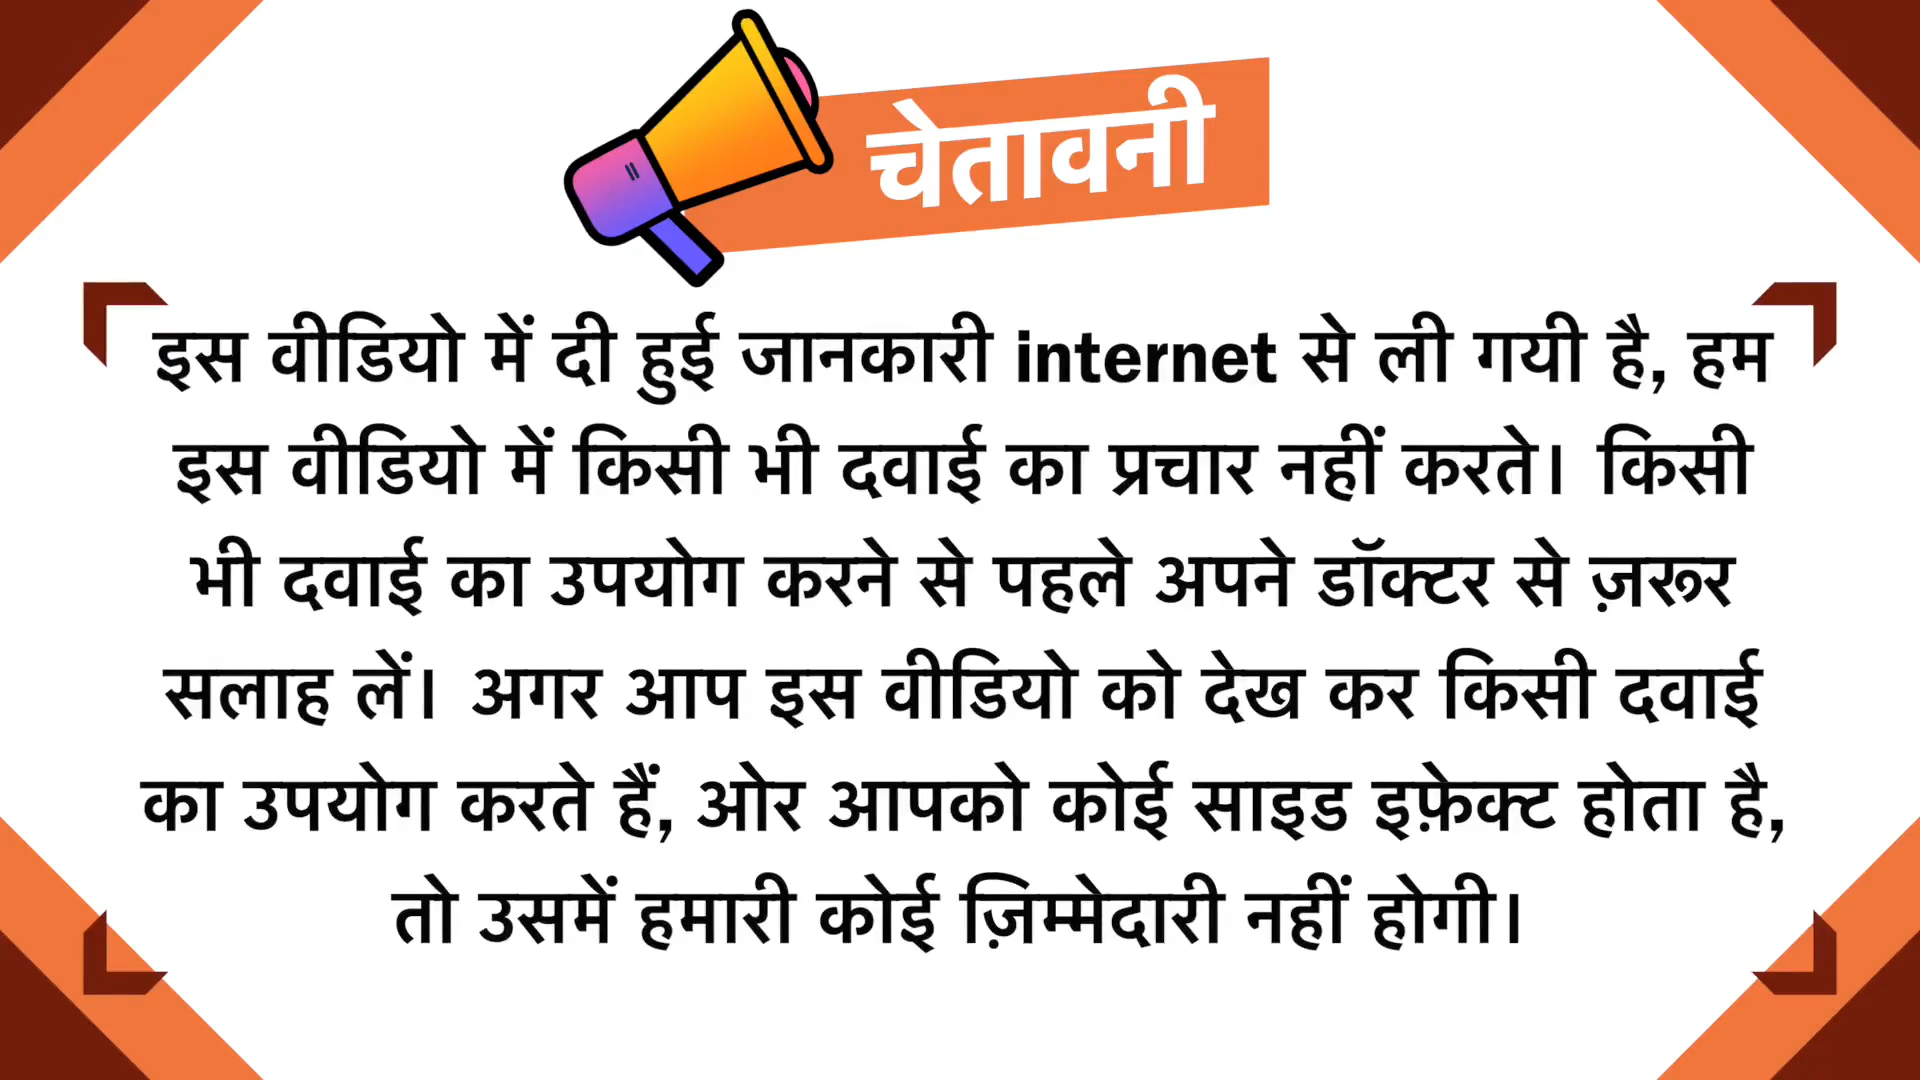 चेतावनी
इस वीडियो में दी हुई जानकारी internet से ली गयी है, हम
इस वीडियो में किसी भी दवाई का प्रचार नहीं करते। किसी
भी दवाई का उपयोग करने से पहले अपने डॉक्टर से ज़रूर
सलाह लें। अगर आप इस वीडियो को देख कर किसी दवाई
का उपयोग करते हैं, ओर आपको कोई साइड इफ़ेक्ट होता है,
तो उसमें हमारी कोई ज़िम्मेदारी नहीं होगी।